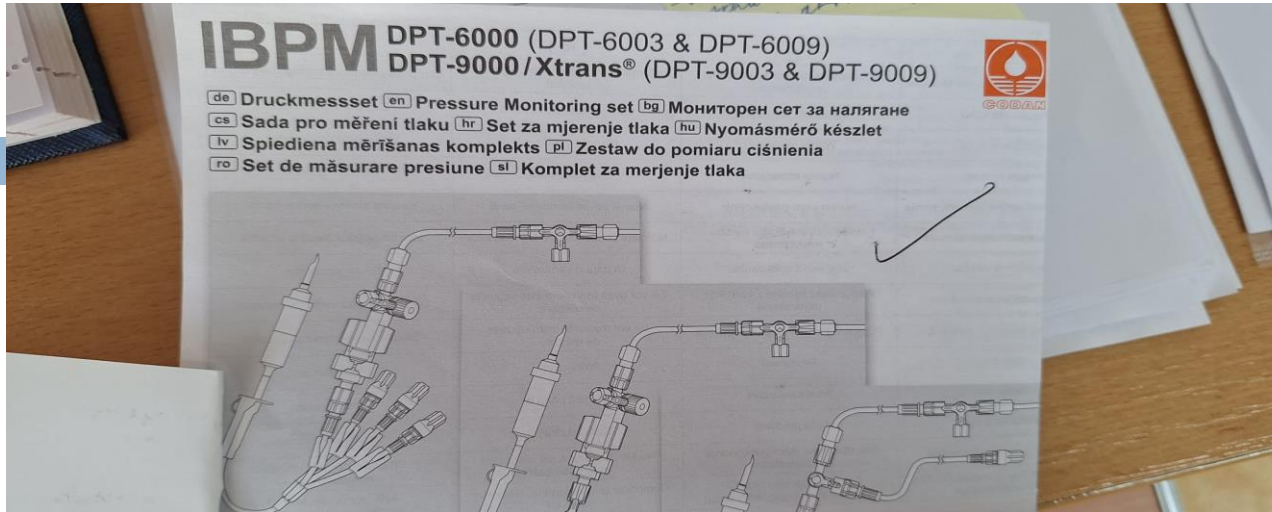 IBPM DPT-6000 (DPT-6003 & DPT-6009)
DPT-9000/Xtrans® (DPT-9003 & DPT-9009)
CODAN
de Druckmessset en Pressure Monitoring set bg Мониторен сет за налягане
cs Sada pro měření tlaku hr Set za mjerenje tlaka hu Nyomásmérő készlet
lv Spiediena mērīšanas komplekts pl Zestaw do pomiaru ciśnienia
ro Set de măsurare presiune sl Komplet za merjenje tlaka